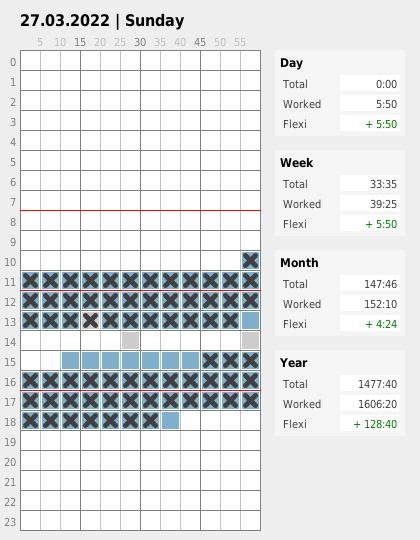 27.03.2022 | Sunday
5 10 15 20 25 30 35 40 45 50 55
0
1
2
3
4
5
6
7
8
9
10
11
12
13
14
15
16
17
18
19
20
21
22
23
Day
Total 0:00
Worked 5:50
Flexi + 5:50
Week
Total 33:35
Worked 39:25
Flexi + 5:50
Month
Total 147:46
Worked 152:10
Flexi + 4:24
Year
Total 1477:40
Worked 1606:20
Flexi + 128:40